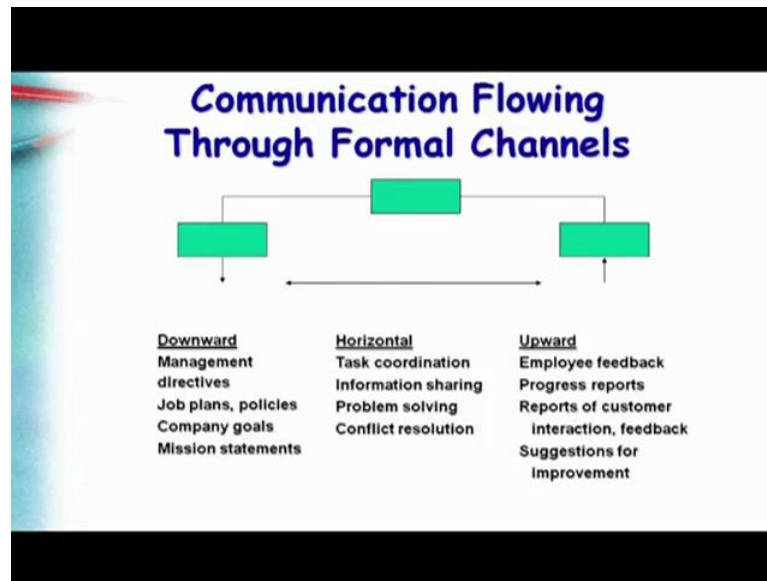 Communication Flowing
Through Formal Channels
Downward
Management
directives
Job plans, policies
Company goals
Mission statements
Horizontal
Task coordination
Information sharing
Problem solving
Conflict resolution
Upward
Employee feedback
Progress reports
Reports of customer
interaction, feedback
Suggestions for
improvement